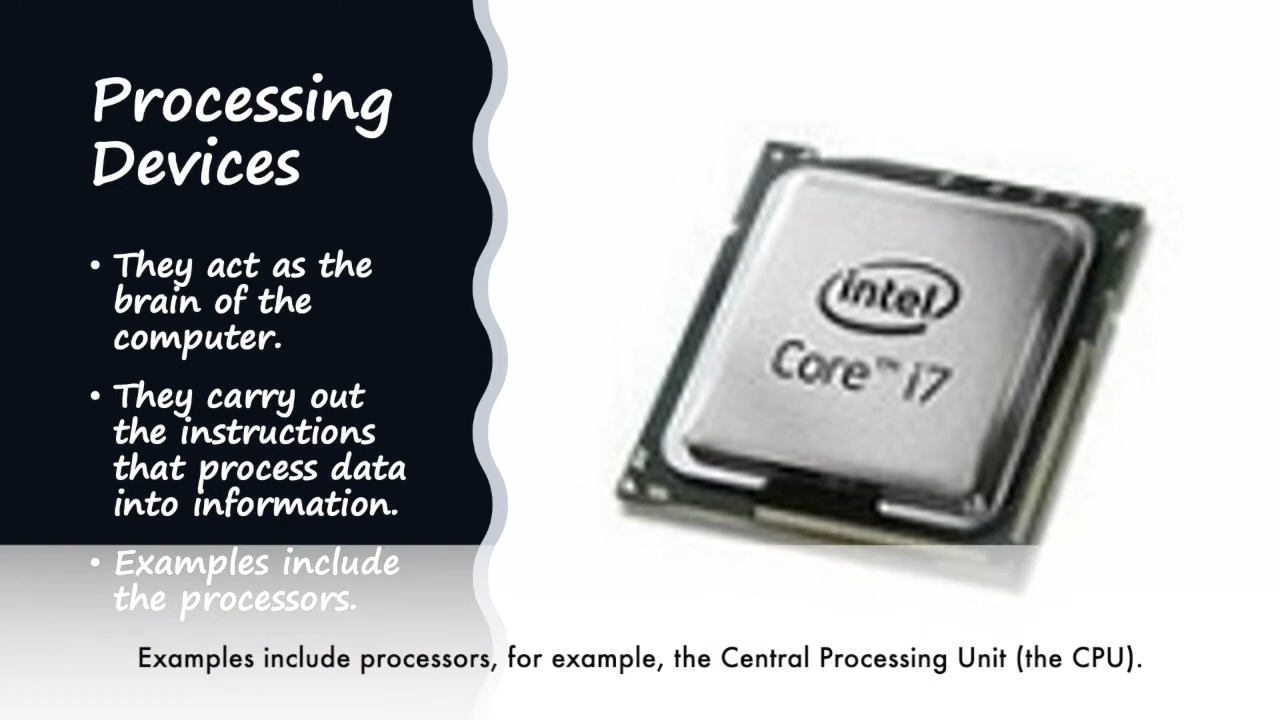 Processing
Devices
• They act as the
brain of the
computer.
• They carry out
the instructions
that process data
into information.
• Examples include
the processors.
intel
Core™ i7
Examples include processors, for example, the Central Processing Unit (the CPU).